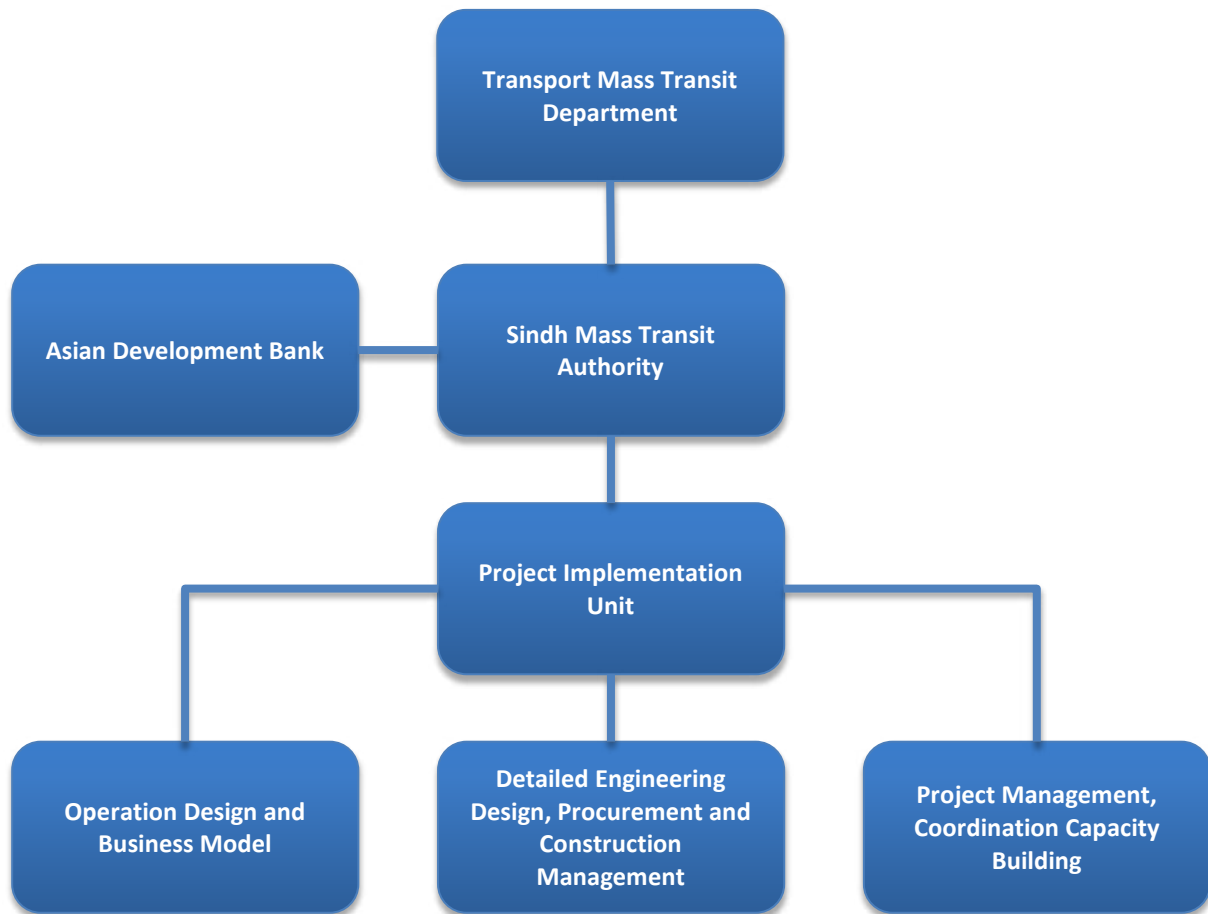 Transport Mass Transit
Department
Asian Development Bank
Sindh Mass Transit
Authority
Project Implementation
Unit
Operation Design and
Business Model
Detailed Engineering
Design, Procurement and
Construction
Management
Project Management,
Coordination Capacity
Building